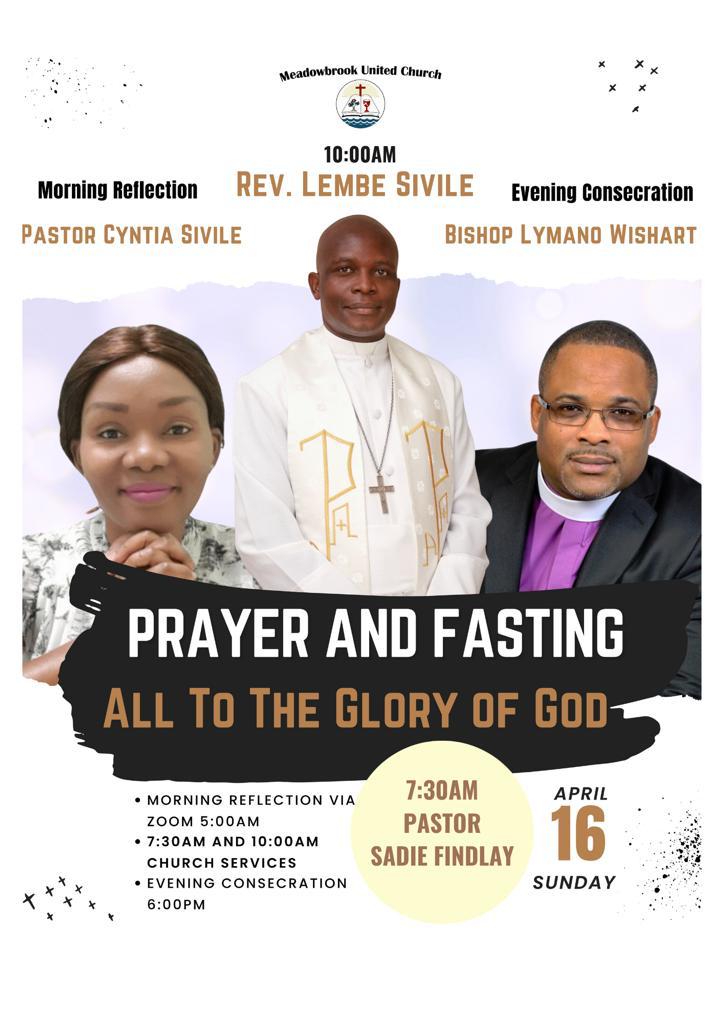 Meadowbrook United Church
10:00AM
Rev. Lembe Sivile
Morning Reflection
Pastor Cyntia Sivile
Evening Consecration
Bishop Lymano Wishart
PRAYER AND FASTING
All To The Glory of God
• MORNING REFLECTION VIA
ZOOM 5:00AM
• 7:30AM AND 10:00AM
CHURCH SERVICES
• EVENING CONSECRATION
6:00PM
7:30AM
PASTOR
SADIE FINDLAY
APRIL
16
SUNDAY